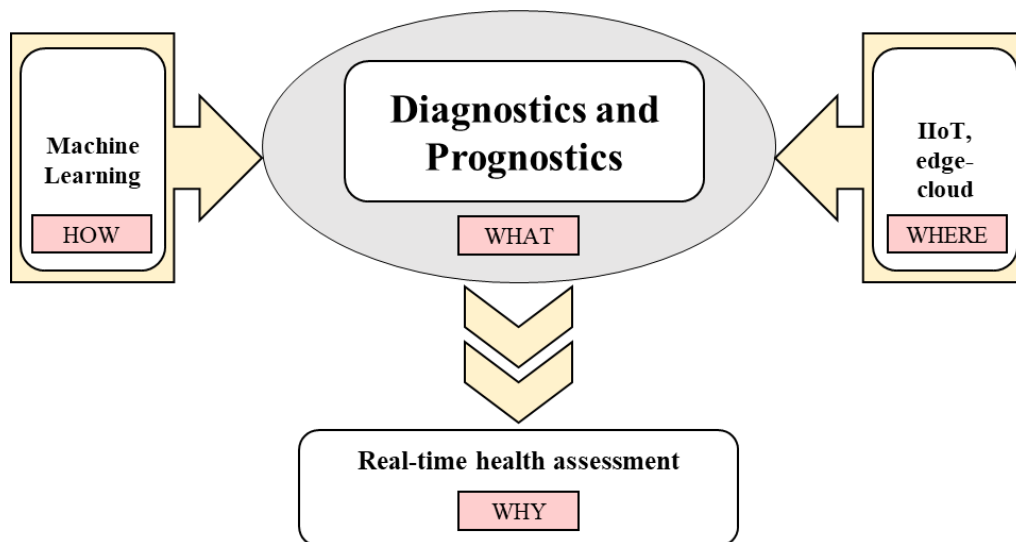 Machine
Learning
HOW
Diagnostics and
Prognostics
WHAT
IIoT,
edge-
cloud
WHERE
Real-time health assessment
WHY